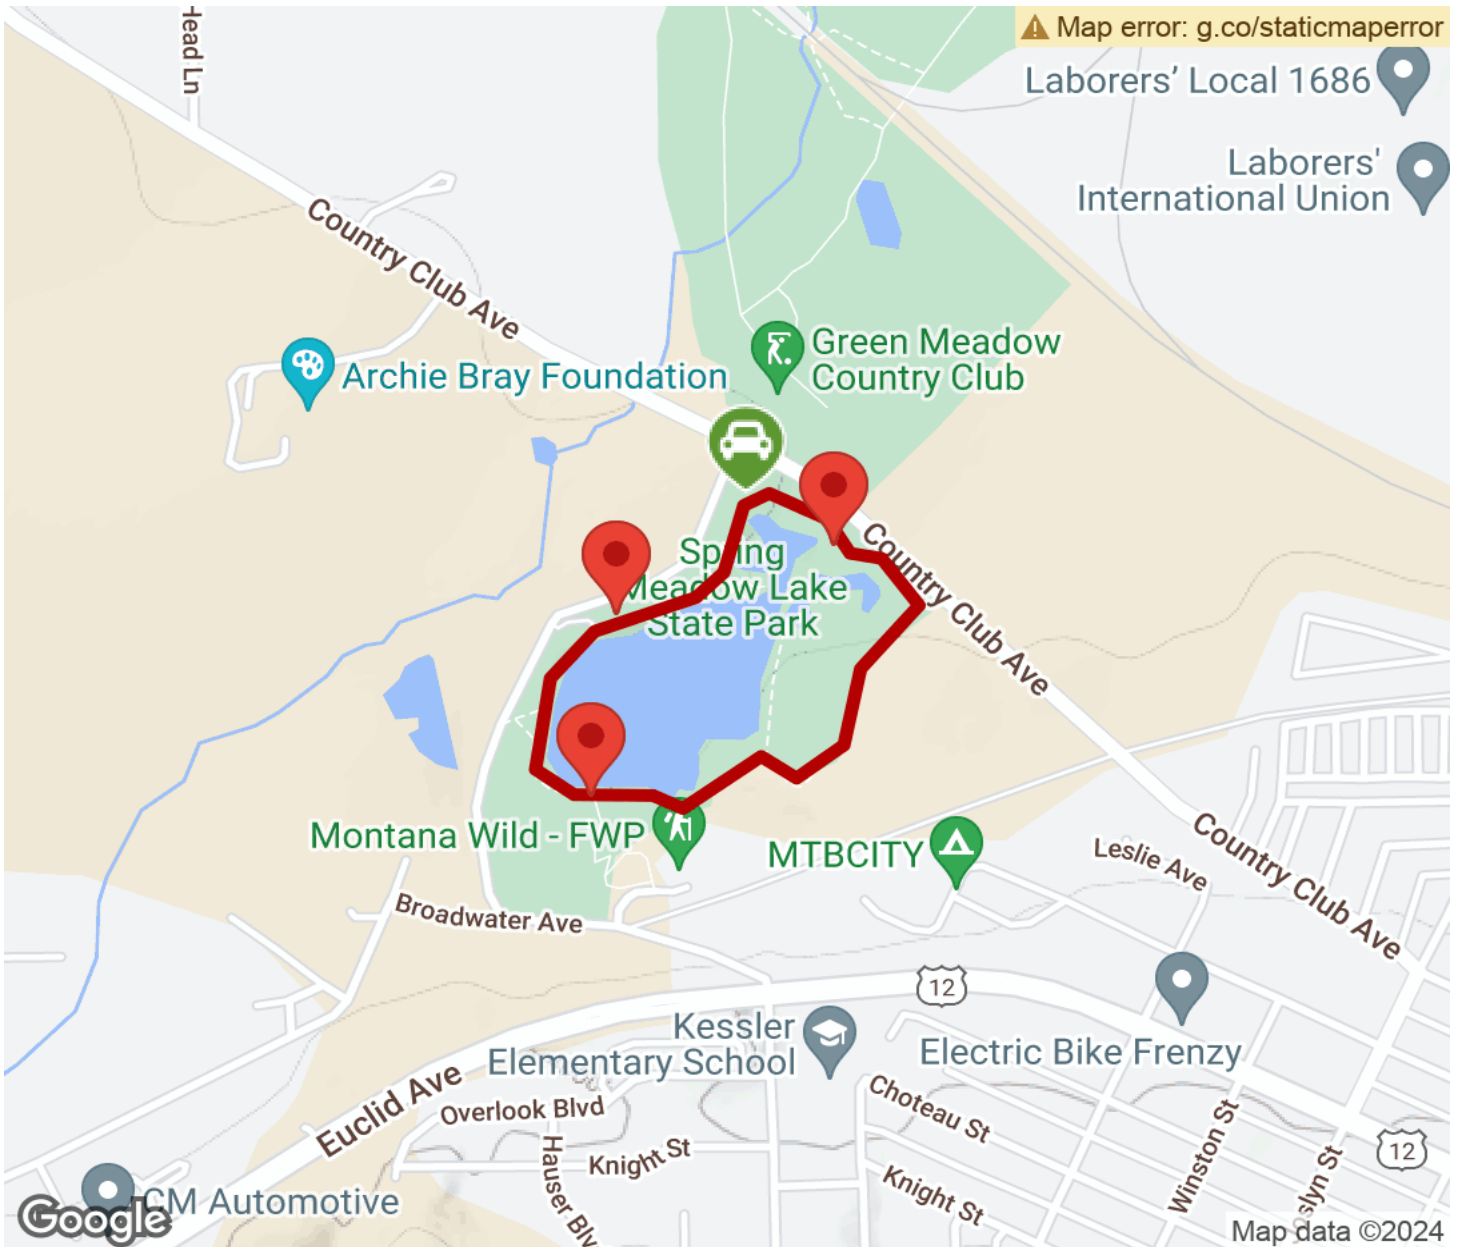 Map error: g.co/staticmaperror
Head Ln
Laborers' Local 1686
Laborers'
International Union
Country Club Ave
Green Meadow
Country Club
Archie Bray Foundation
Country Club Ave
Spring
Meadow Lake
State Park
Montana Wild - FWP
MTBCITY
Leslie Ave
Country Club Ave
Broadwater Ave
12
Kessler
Elementary School
Electric Bike Frenzy
Euclid Ave
Overlook Blvd
Choteau St
Hauser Blv
Knight St
Winston St
12
Knight St
oslyn St
CM Automotive
Google
Map data ©2024